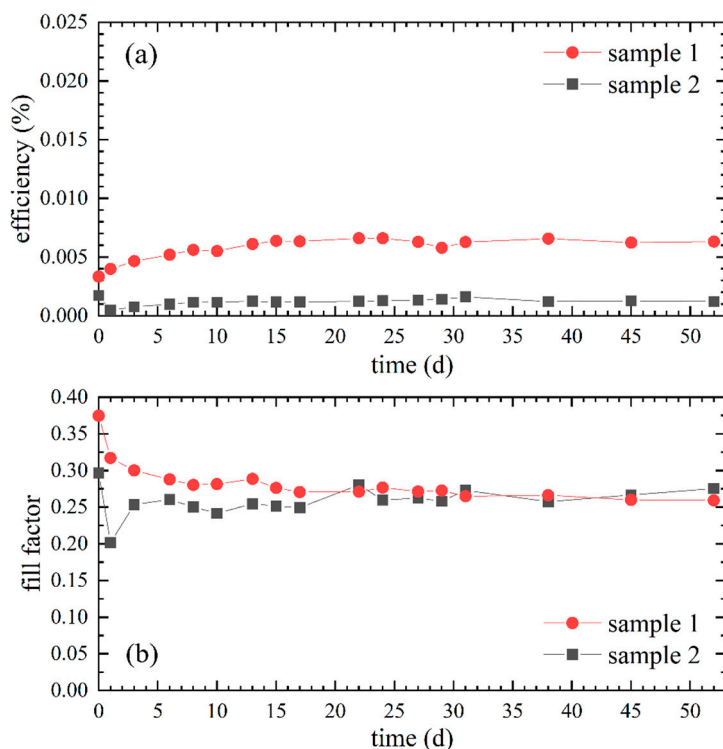 0.025
(a)
sample 1
sample 2
0.020
0.015
0.010
0.005
0.000
efficiency (%)
0 5 10 15 20 25 30 35 40 45 50
time (d)
0.40
0.35
0.30
0.25
0.20
0.15
0.10
0.05
0.00
fill factor
sample 1
sample 2
(b)
0 5 10 15 20 25 30 35 40 45 50
time (d)